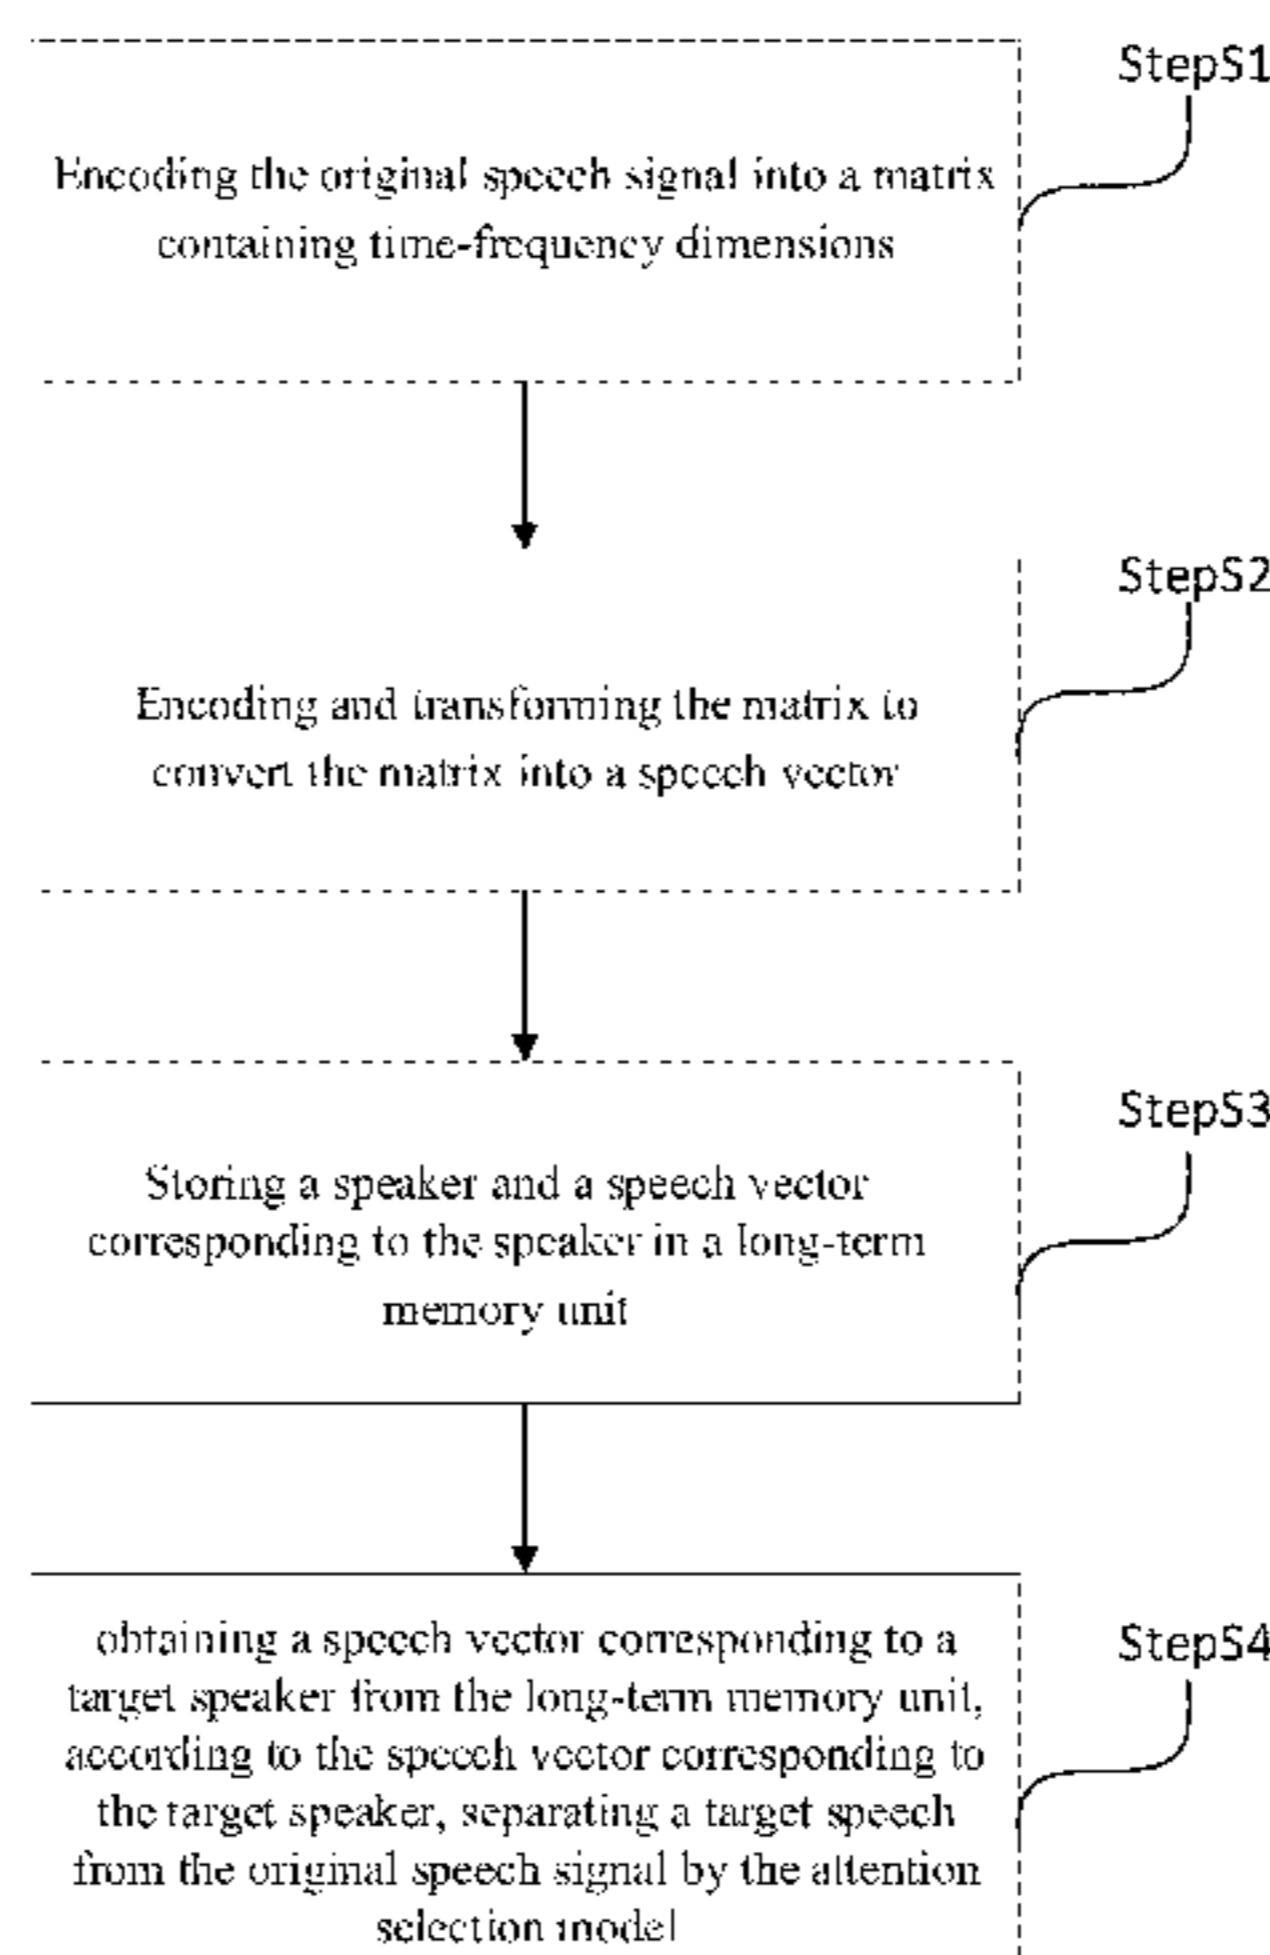 StepS1
Encoding the original speech signal into a matrix
containing time-frequency dimensions
StepS2
Encoding and transforming the matrix to
convert the matrix into a speech vector
StepS3
Storing a speaker and a speech vector
corresponding to the speaker in a long-term
memory unit
StepS4
obtaining a speech vector corresponding to a
target speaker from the long-term memory unit,
according to the speech vector corresponding to
the target speaker, separating a target speech
from the original speech signal by the attention
selection model